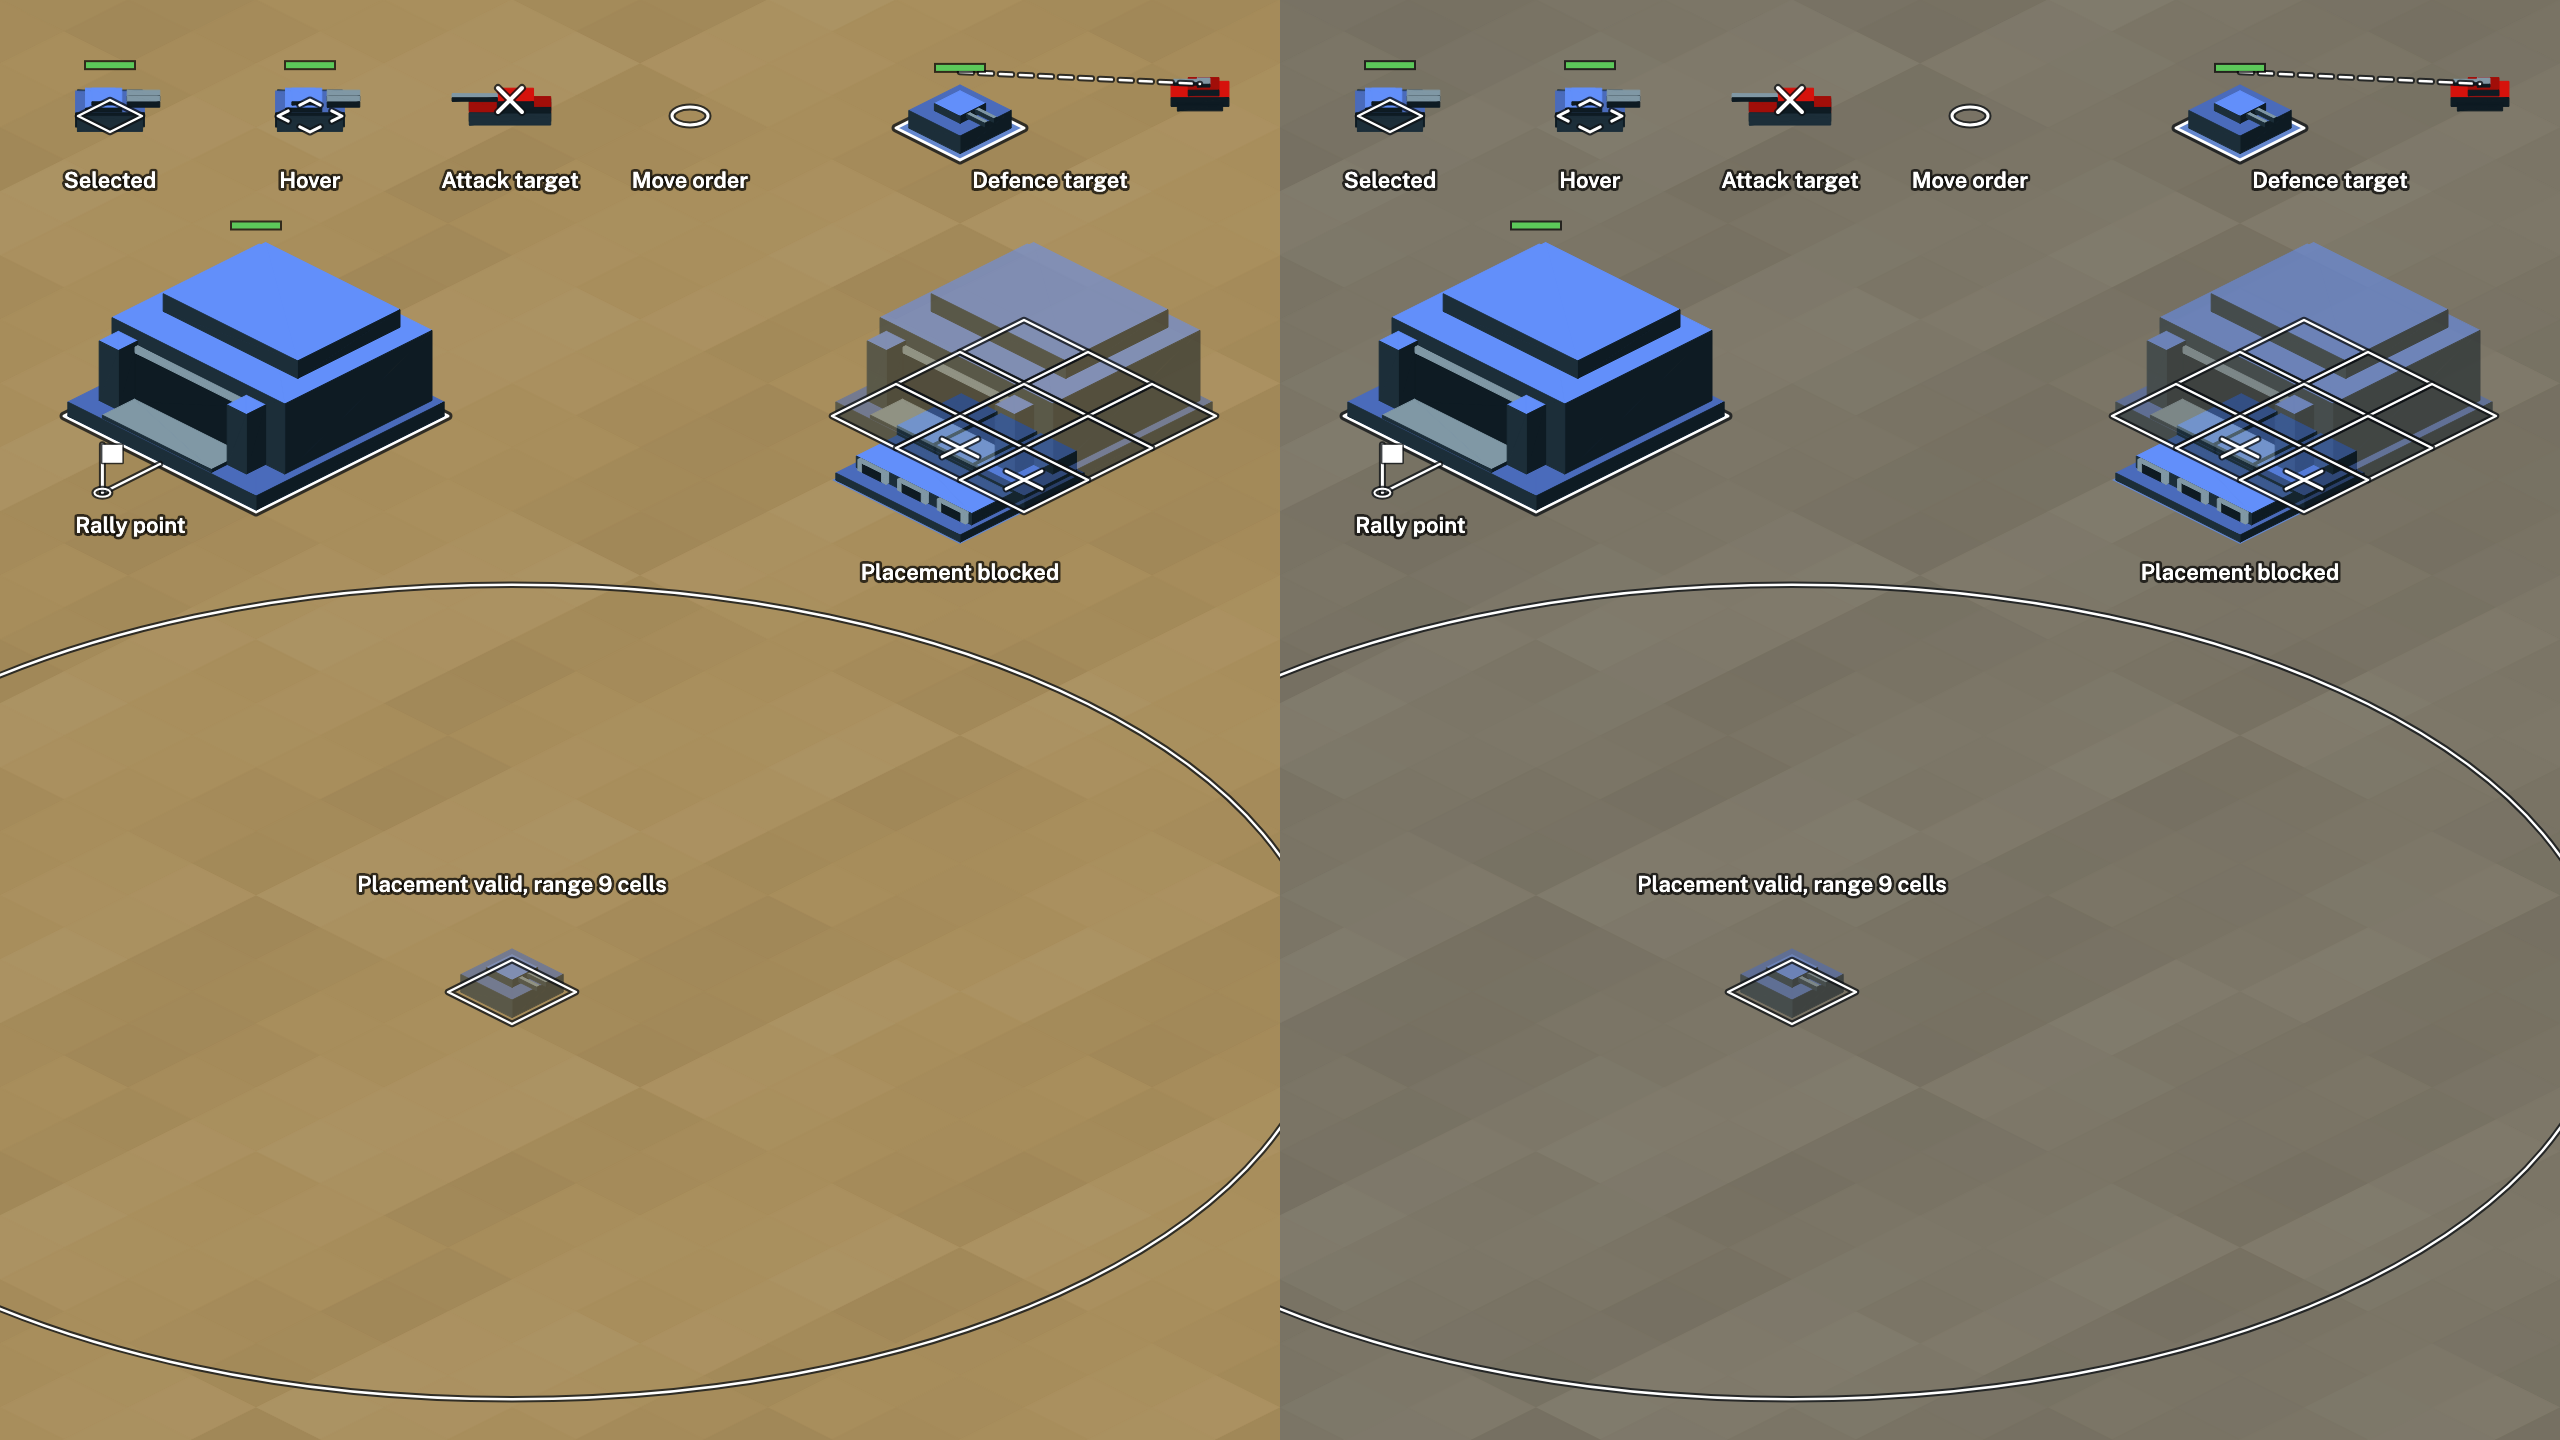 Selected
Hover
Attack target
Move order
Defence target
Rally point
Placement blocked
Placement valid, range 9 cells
Selected
Hover
Attack target
Move order
Defence target
Rally point
Placement blocked
Placement valid, range 9 cells